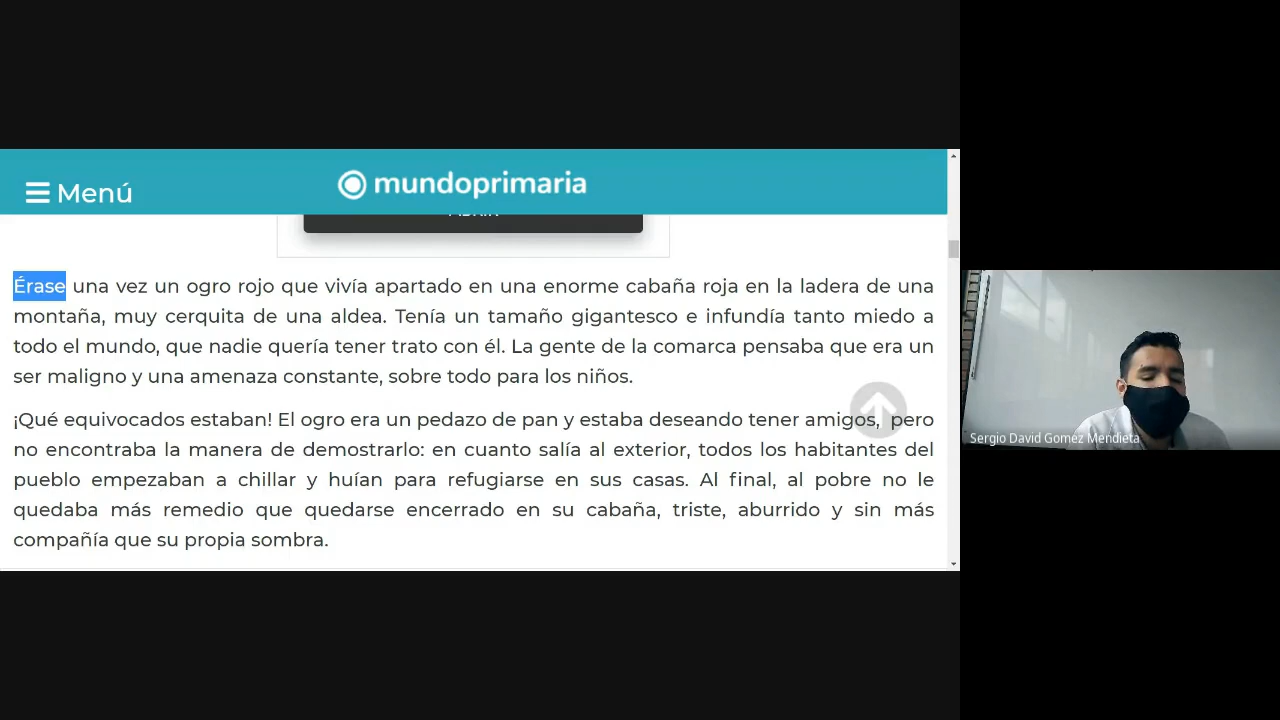 Menú
mundoprimaria
Érase una vez un ogro rojo que vivía apartado en una enorme cabaña roja en la ladera de una
montaña, muy cerquita de una aldea. Tenía un tamaño gigantesco e infundía tanto miedo a
todo el mundo, que nadie quería tener trato con él. La gente de la comarca pensaba que era un
ser maligno y una amenaza constante, sobre todo para los niños.
¡Qué equivocados estaban! El ogro era un pedazo de pan y estaba deseando tener amigos, pero
no encontraba la manera de demostrarlo: en cuanto salía al exterior, todos los habitantes del
pueblo empezaban a chillar y huían para refugiarse en sus casas. Al final, al pobre no le
quedaba más remedio que quedarse encerrado en su cabaña, triste, aburrido y sin más
compañía que su propia sombra.
Sergio David Gomez Mendieta